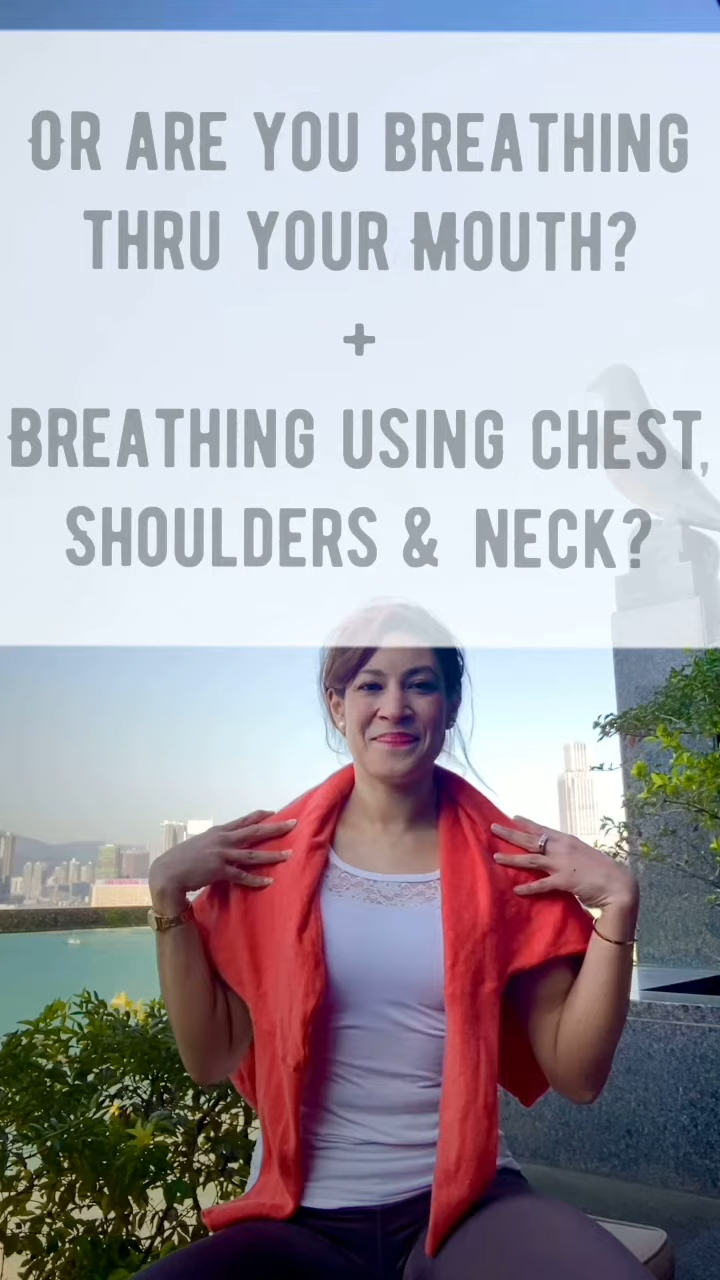 Or are you breathing
thru your Mouth?
+
Breathing using chest,
shoulders & neck?